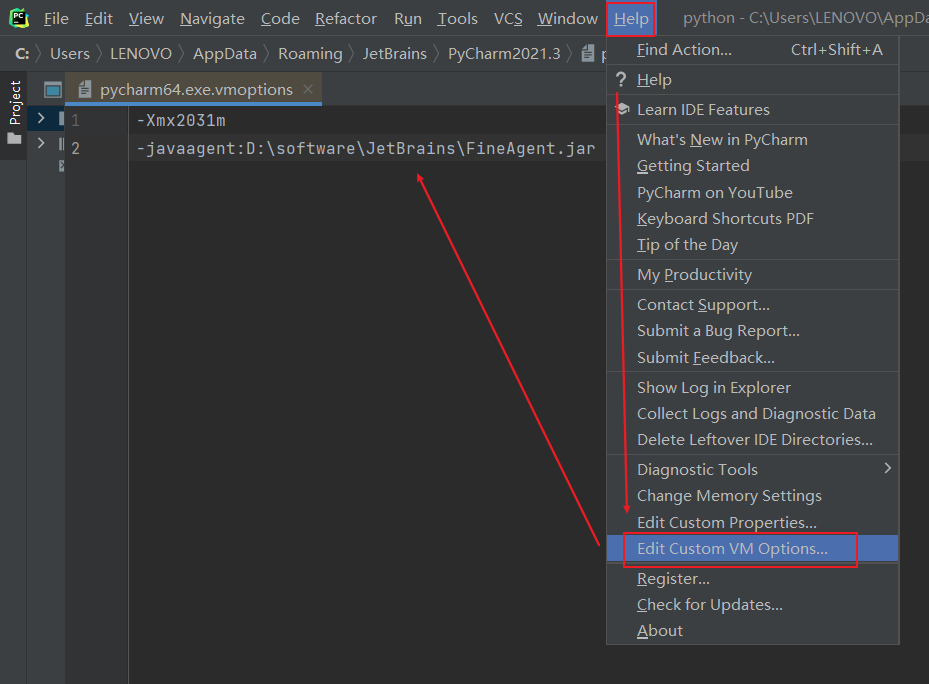 PC File Edit View Navigate Code Refactor Run Tools VCS Window Help python - C:\Users\LENOVO\AppDa
C: Users LENOVO AppData Roaming JetBrains PyCharm2021.3 p
Project
pycharm64.exe.vmoptions
1 -Xmx2031m
2 -javaagent:D:\software\JetBrains\FineAgent.jar
Find Action... Ctrl+Shift+A
? Help
Learn IDE Features
What's New in PyCharm
Getting Started
PyCharm on YouTube
Keyboard Shortcuts PDF
Tip of the Day
My Productivity
Contact Support...
Submit a Bug Report...
Submit Feedback...
Show Log in Explorer
Collect Logs and Diagnostic Data
Delete Leftover IDE Directories...
Diagnostic Tools
Change Memory Settings
Edit Custom Properties...
Edit Custom VM Options...
Register...
Check for Updates...
About